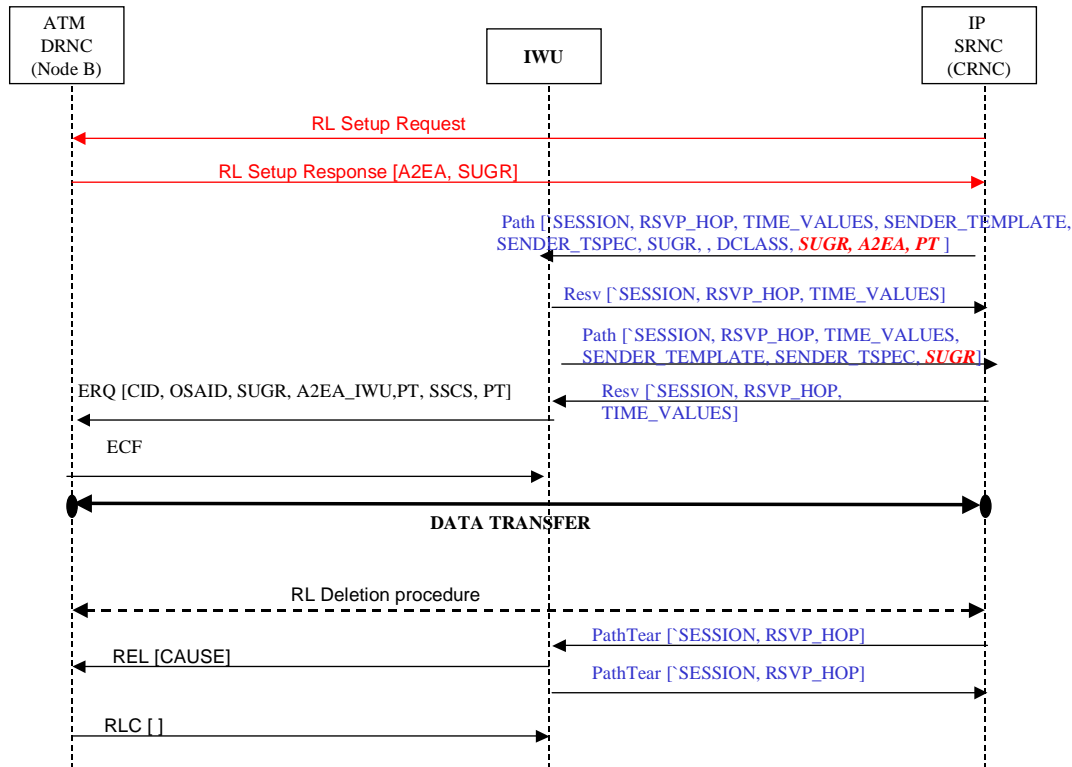 ATM
DRNC
(Node B)
IWU
IP
SRNC
(CRNC)
RL Setup Request
RL Setup Response [A2EA, SUGR]
Path [`SESSION, RSVP_HOP, TIME_VALUES, SENDER_TEMPLATE,
SENDER_TSPEC, SUGR, , DCLASS, SUGR, A2EA, PT ]
Resv [`SESSION, RSVP_HOP, TIME_VALUES]
Path [`SESSION, RSVP_HOP, TIME_VALUES,
SENDER_TEMPLATE, SENDER_TSPEC, SUGR]
ERQ [CID, OSAID, SUGR, A2EA_IWU,PT, SSCS, PT]
Resv [`SESSION, RSVP_HOP,
TIME_VALUES]
ECF
DATA TRANSFER
RL Deletion procedure
PathTear [`SESSION, RSVP_HOP]
REL [CAUSE]
PathTear [`SESSION, RSVP_HOP]
RLC [ ]